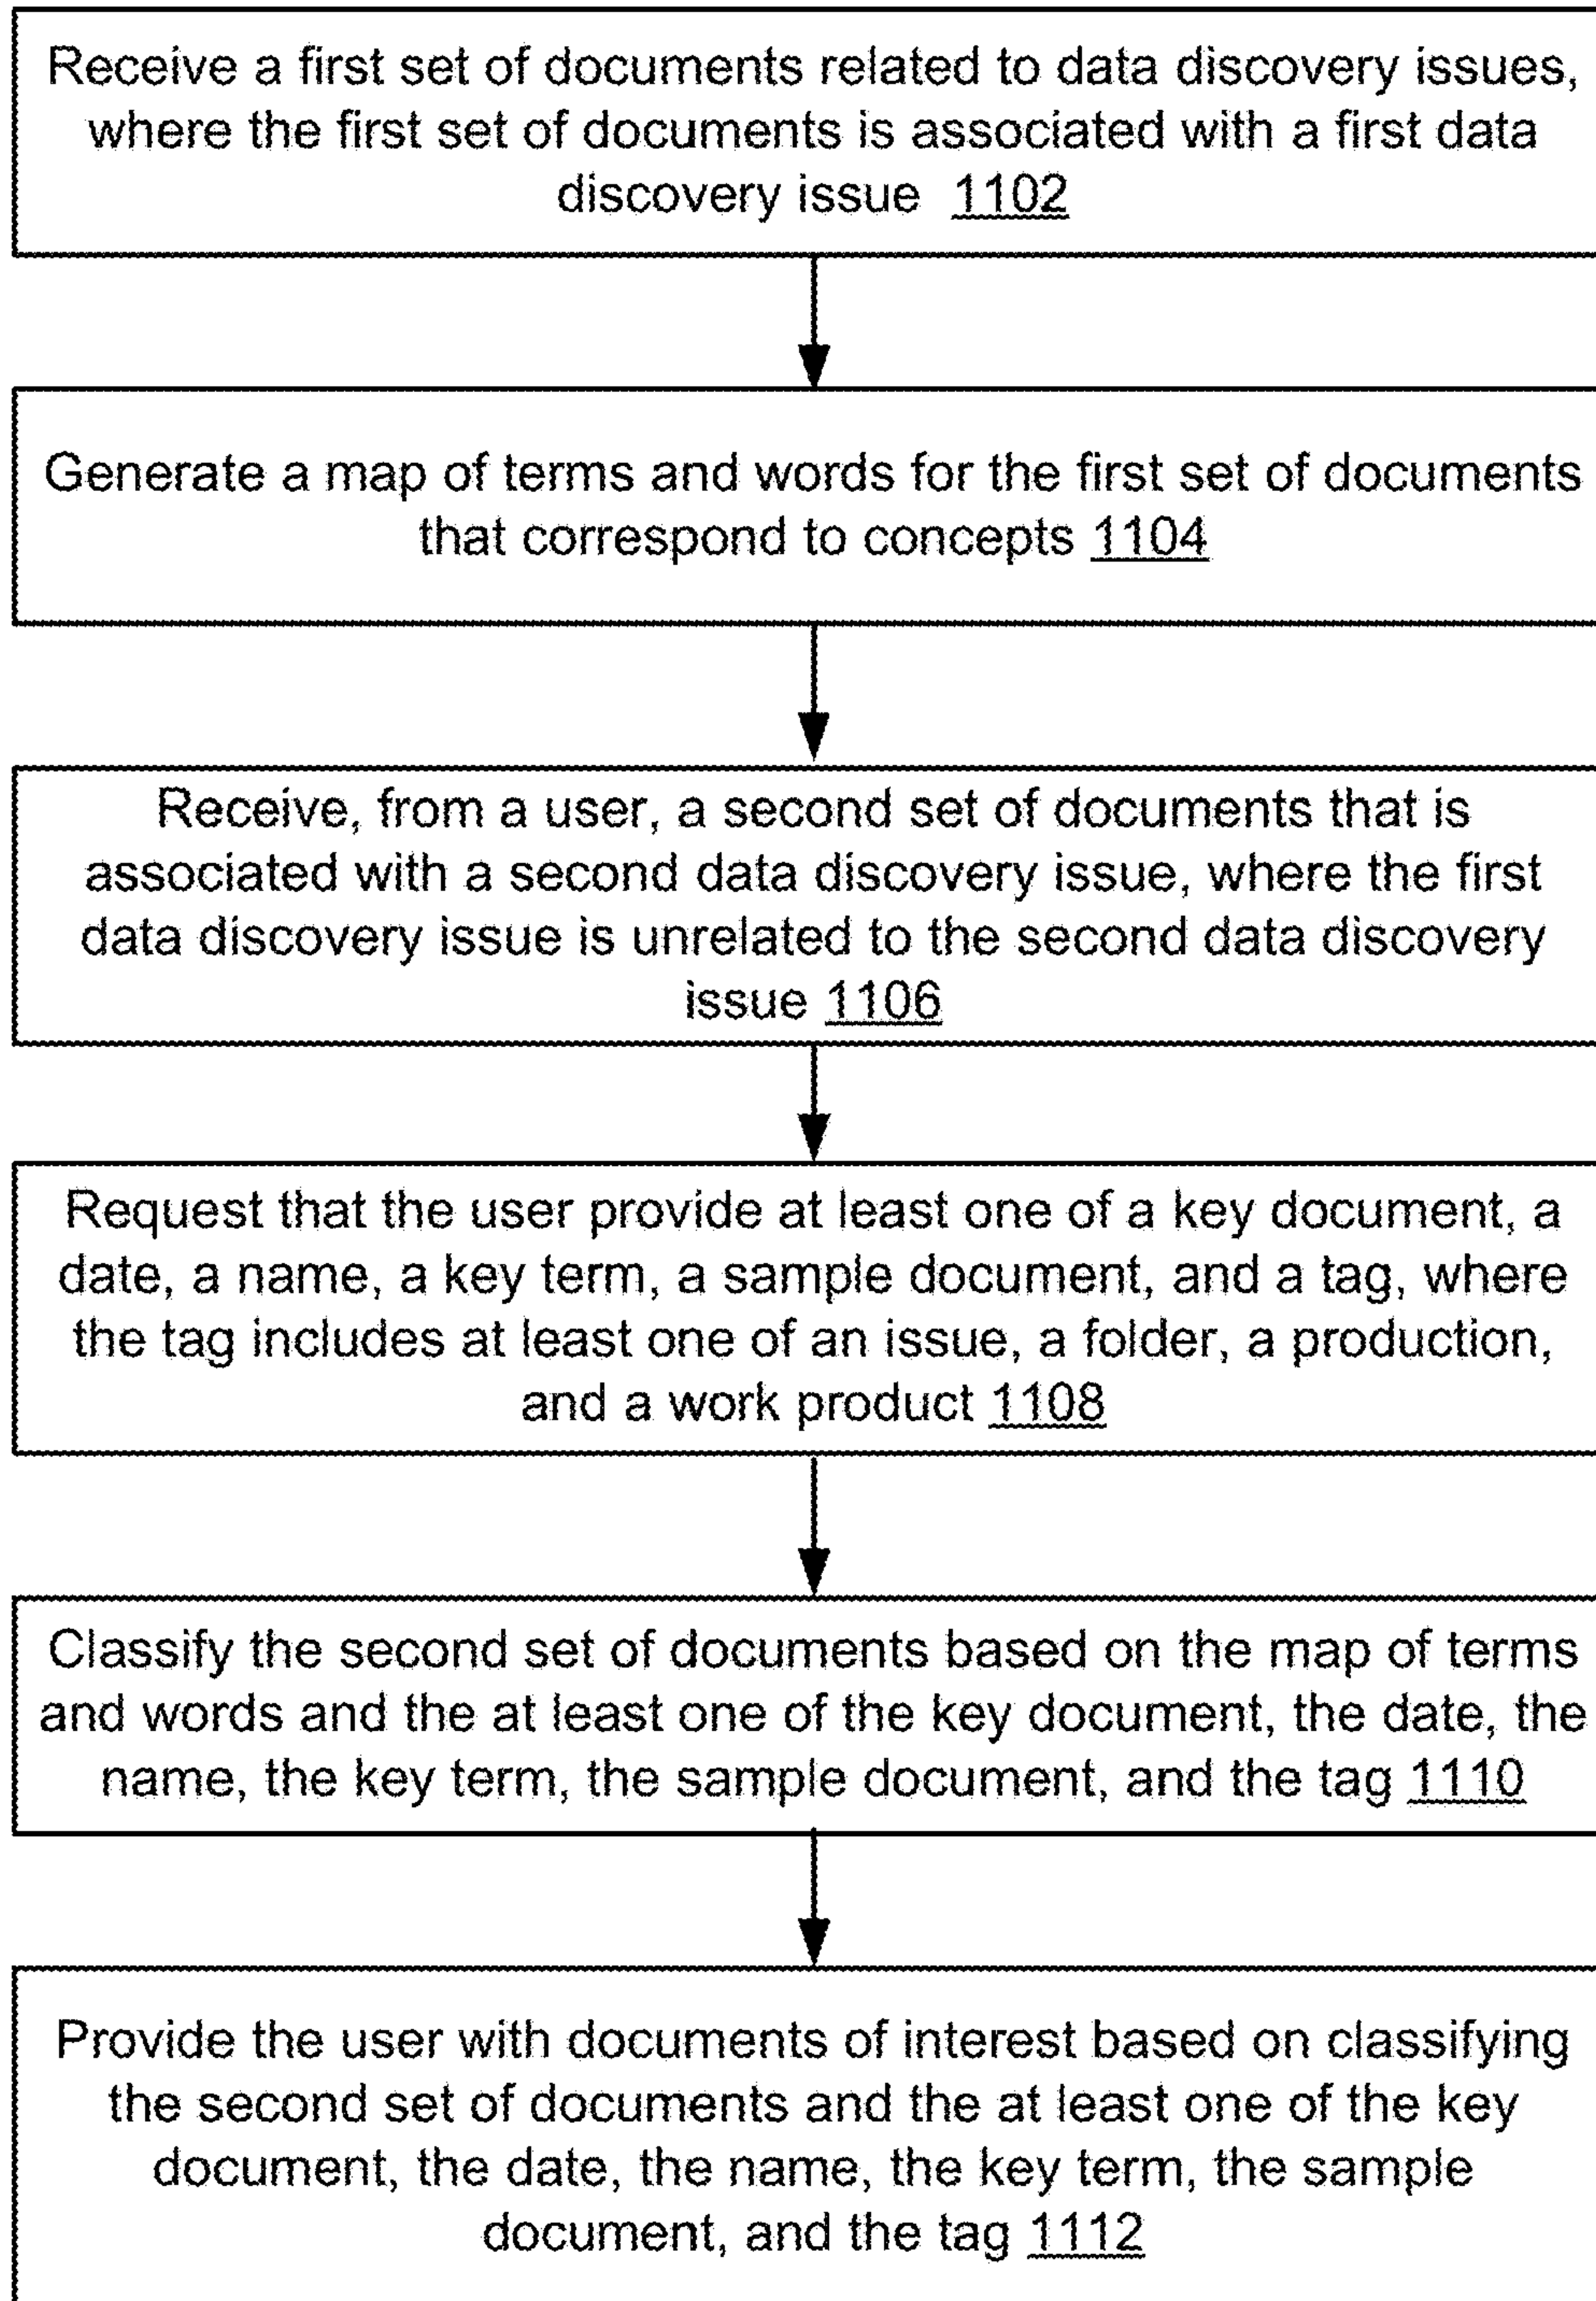 Receive a first set of documents related to data discovery issues,
where the first set of documents is associated with a first data
discovery issue 1102
Generate a map of terms and words for the first set of documents
that correspond to concepts 1104
Receive, from a user, a second set of documents that is
associated with a second data discovery issue, where the first
data discovery issue is unrelated to the second data discovery
issue 1106
Request that the user provide at least one of a key document, a
date, a name, a key term, a sample document, and a tag, where
the tag includes at least one of an issue, a folder, a production,
and a work product 1108
Classify the second set of documents based on the map of terms
and words and the at least one of the key document, the date, the
name, the key term, the sample document, and the tag 1110
Provide the user with documents of interest based on classifying
the second set of documents and the at least one of the key
document, the date, the name, the key term, the sample
document, and the tag 1112